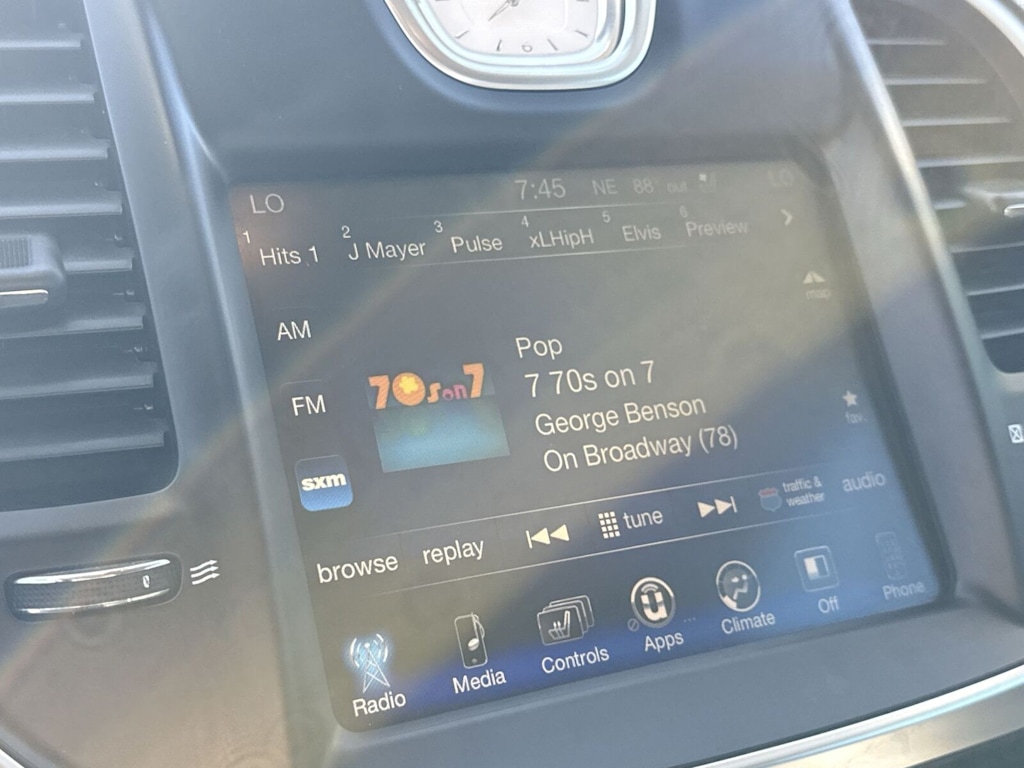 6
LO 7:45 NE 88 out LO
1 Hits 1 2 J Mayer 3 Pulse 4 xLHipH 5 Elvis 6 Preview
map
AM
Pop
7 70s on 7
70s on 7
FM
George Benson
fav
On Broadway (78)
sxm
browse replay tune traffic & weather audio
Radio Media Controls Apps Climate Off Phone